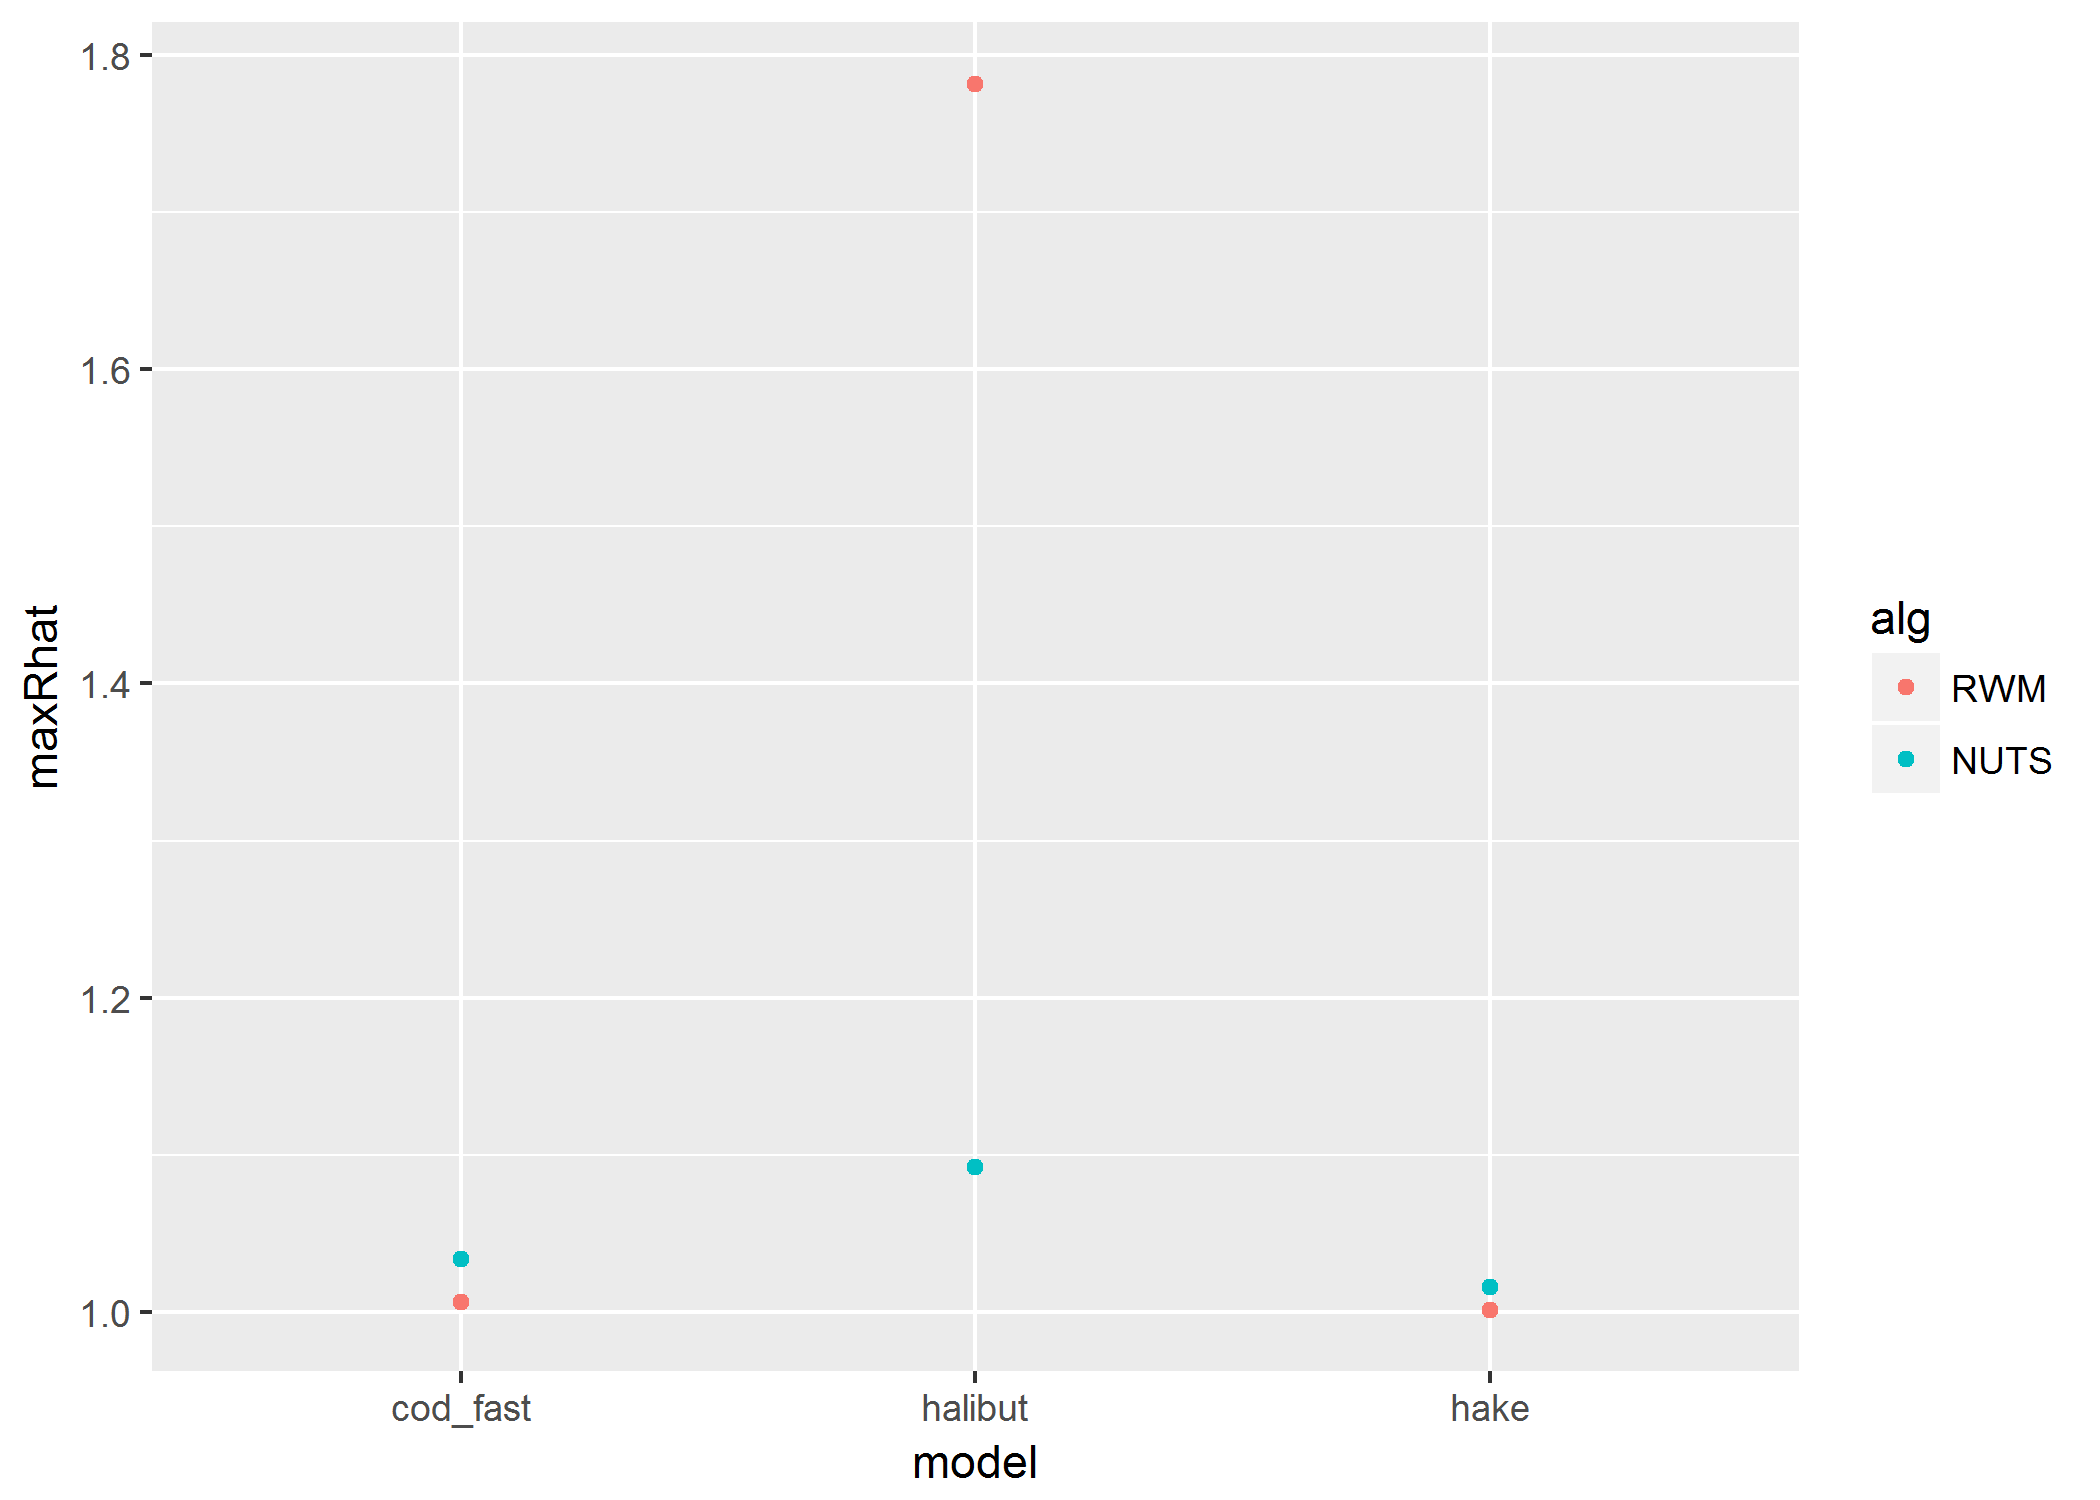 maxRhat
1.8
1.6
1.4
1.2
1.0
cod_fast
halibut
hake
model
alg
RWM
NUTS